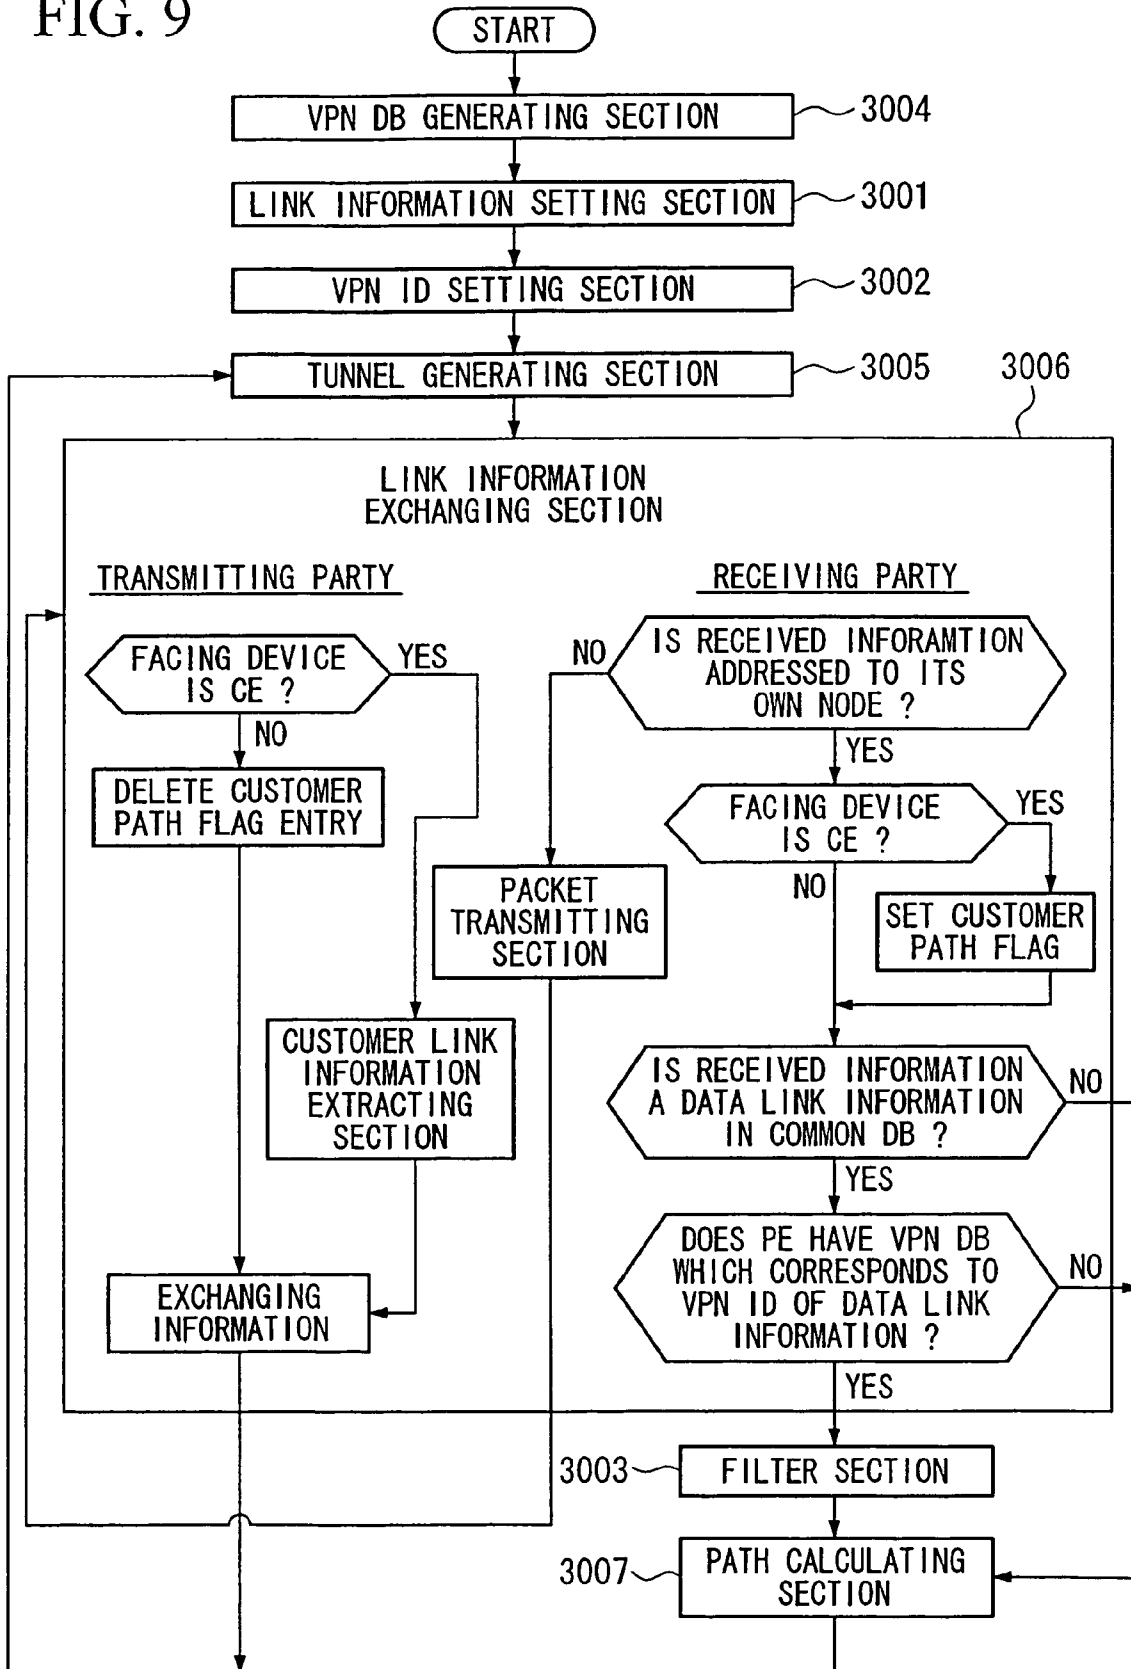 FIG. 9
START
VPN DB GENERATING SECTION
3004
LINK INFORMATION SETTING SECTION
3001
VPN ID SETTING SECTION
3002
TUNNEL GENERATING SECTION
3005
3006
LINK INFORMATION
EXCHANGING SECTION
TRANSMITTING PARTY
FACING DEVICE
IS CE ?
YES
NO
DELETE CUSTOMER
PATH FLAG ENTRY
CUSTOMER LINK
INFORMATION
EXTRACTING
SECTION
EXCHANGING
INFORMATION
RECEIVING PARTY
IS RECEIVED INFORAMTION
ADDRESSED TO ITS
OWN NODE ?
NO
YES
PACKET
TRANSMITTING
SECTION
FACING DEVICE
IS CE ?
YES
NO
SET CUSTOMER
PATH FLAG
IS RECEIVED INFORMATION
A DATA LINK INFORMATION
IN COMMON DB ?
NO
YES
DOES PE HAVE VPN DB
WHICH CORRESPONDS TO
VPN ID OF DATA LINK
INFORMATION ?
NO
YES
3003
FILTER SECTION
3007
PATH CALCULATING
SECTION